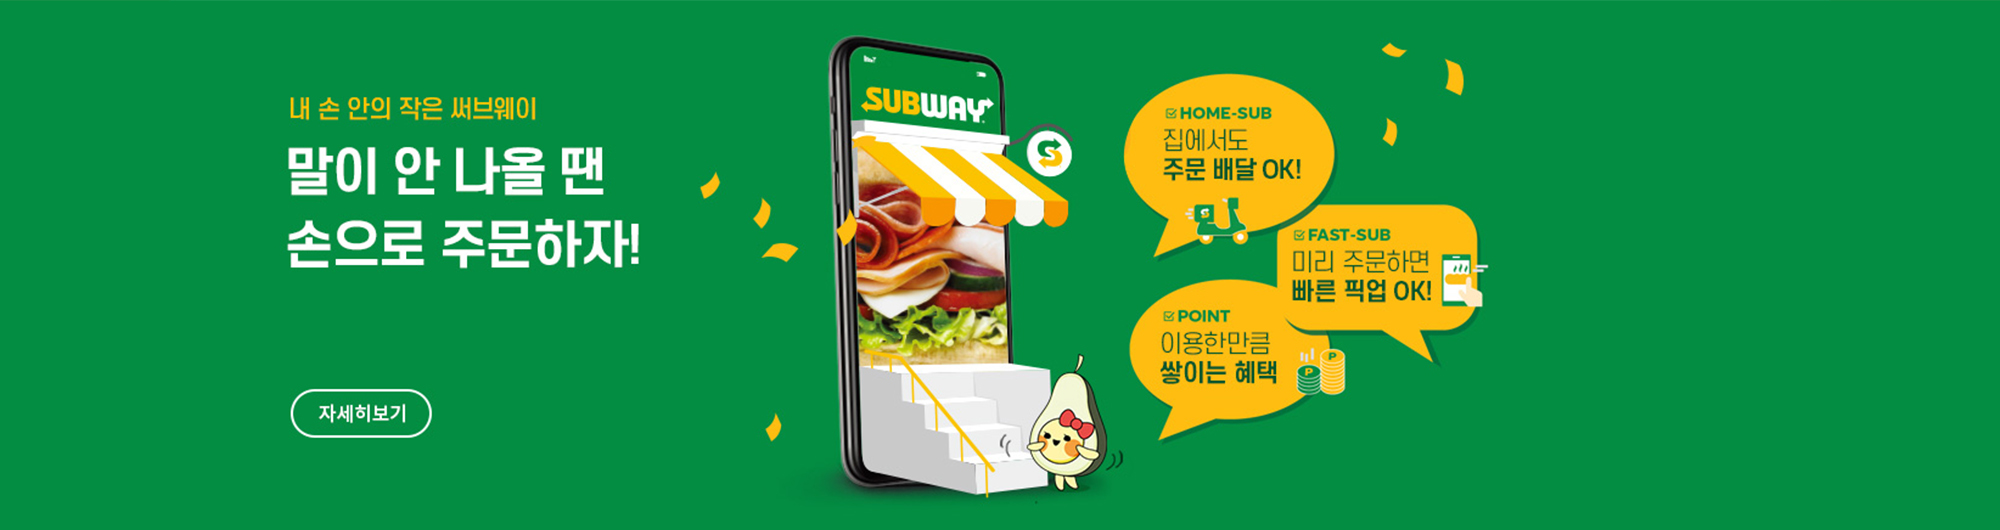 내 손 안의 작은 써브웨이
말이 안 나올 땐
손으로 주문하자!
자세히보기
SUBWAY
S
HOME-SUB
집에서도
주문 배달 OK!
S
FAST-SUB
미리 주문하면
빠른 픽업 OK!
POINT
이용한만큼
쌓이는 혜택
P
P